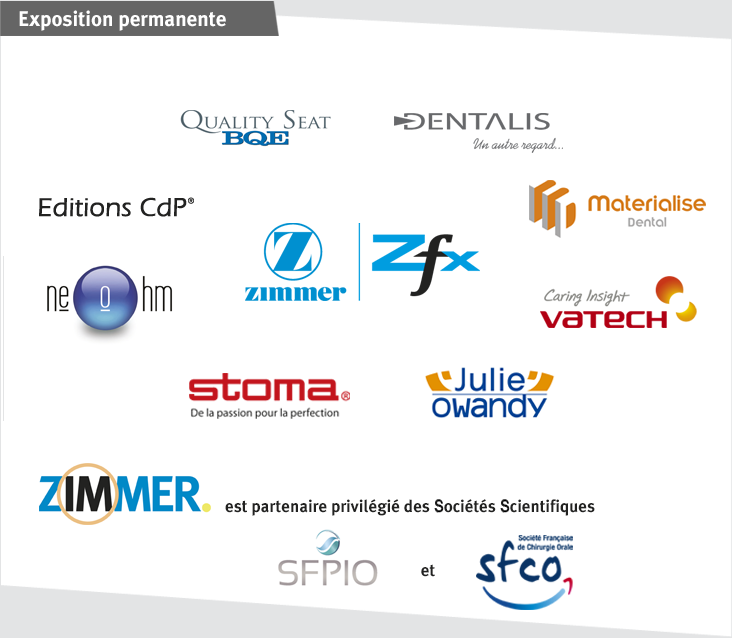 Exposition permanente
QUALITY SEAT
BQE
DENTALIS
Un autre regard...
Editions CdP®
Materialise
Dental
zimmer
Zfx
neohm
Caring Insight
vatech
stoma®
De la passion pour la perfection
Julie
owandy
ZIMMER.
est partenaire privilégié des Sociétés Scientifiques
SFPIO
et
Société Française
de Chirurgie Orale
sfco